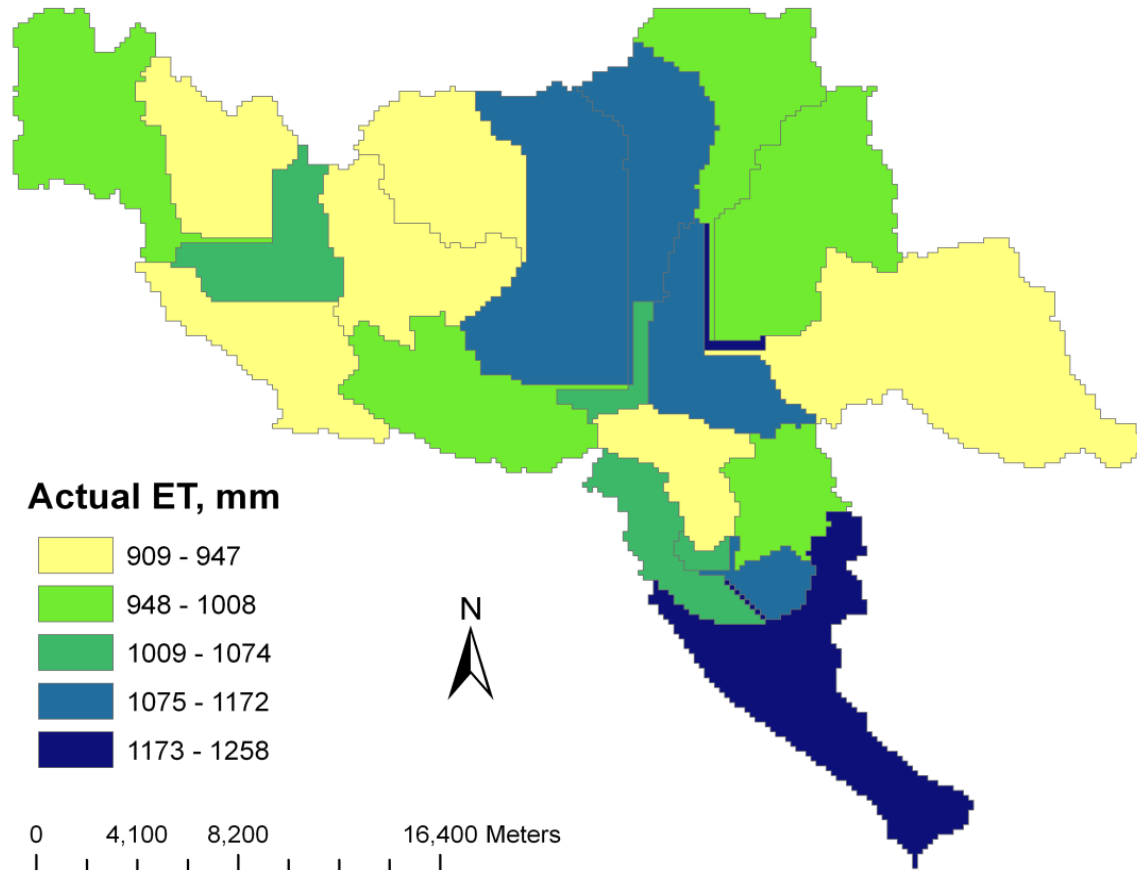 Actual ET, mm
909 - 947
948 - 1008
1009 - 1074
1075 - 1172
1173 - 1258
N
0 4,100 8,200 16,400 Meters